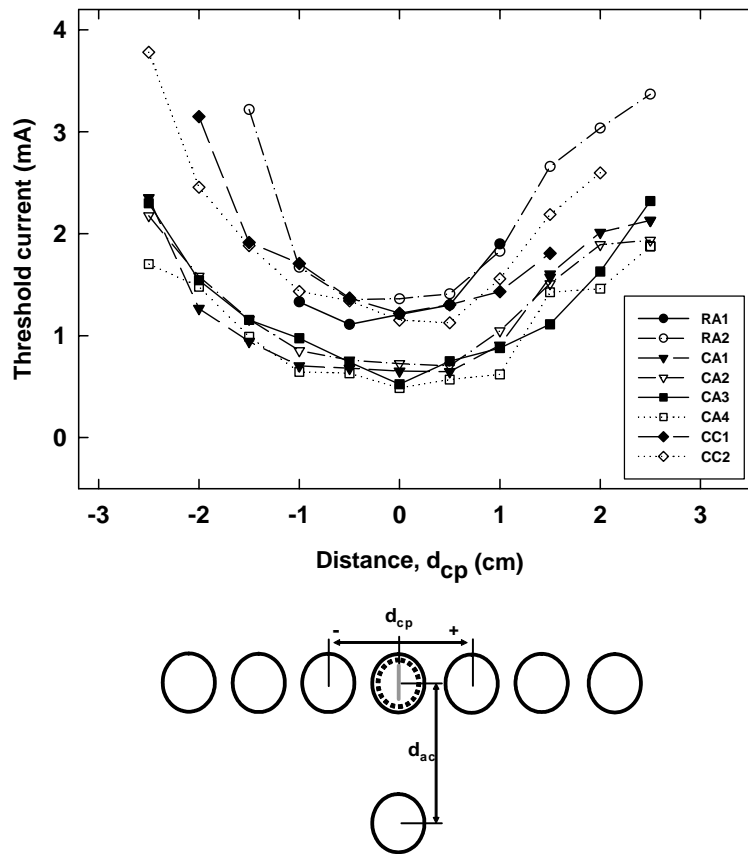 4
3
2
1
0
Threshold current (mA)
-3 -2 -1 0 1 2 3
Distance, dcp (cm)
RA1
RA2
CA1
CA2
CA3
CA4
CC1
CC2
dcp
- +
dac